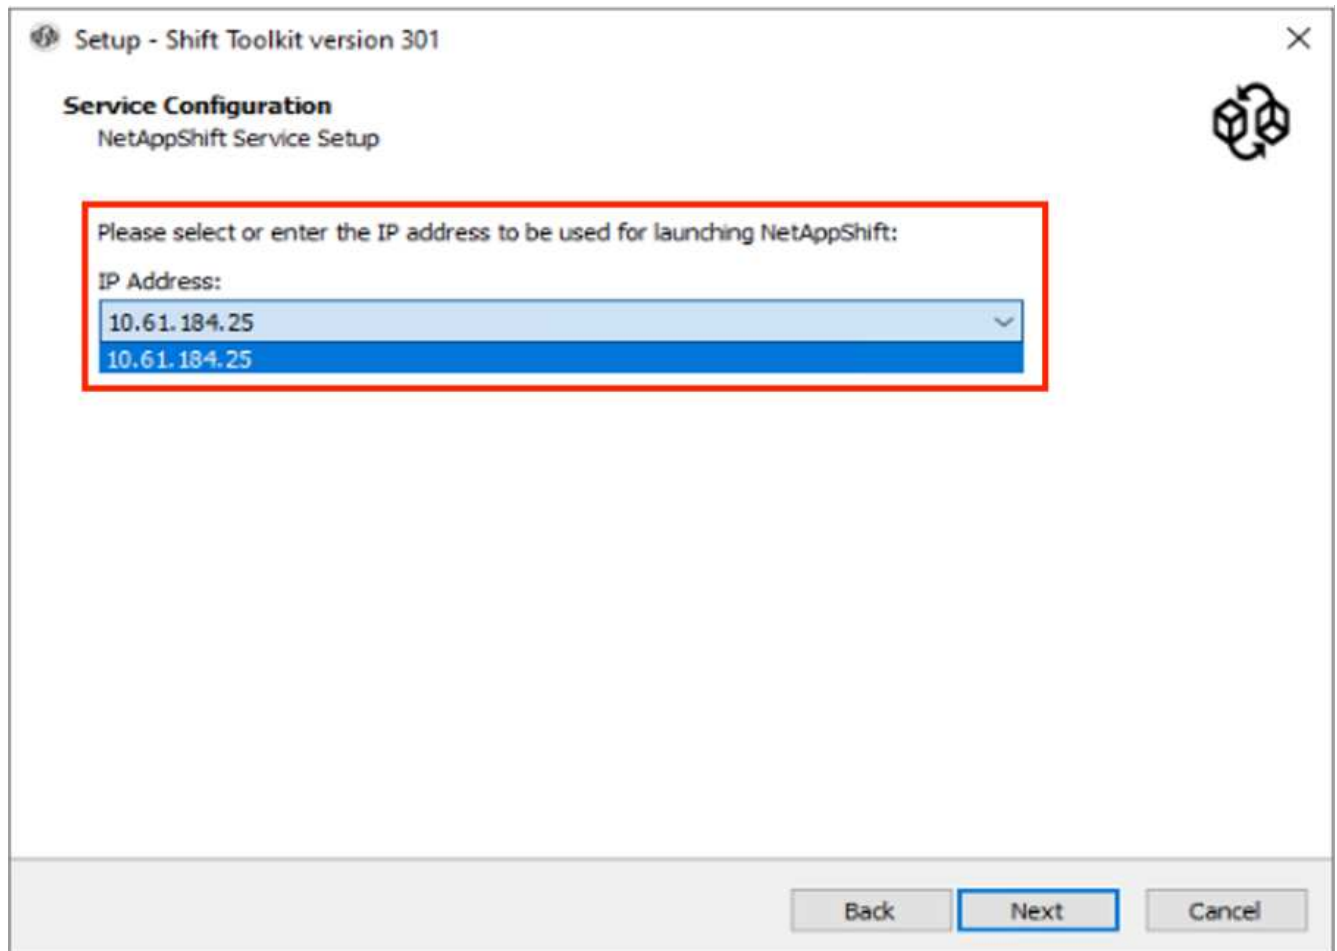 Setup - Shift Toolkit version 301
Service Configuration
NetAppShift Service Setup
Please select or enter the IP address to be used for launching NetAppShift:
IP Address:
10.61.184.25
10.61.184.25
Back Next Cancel